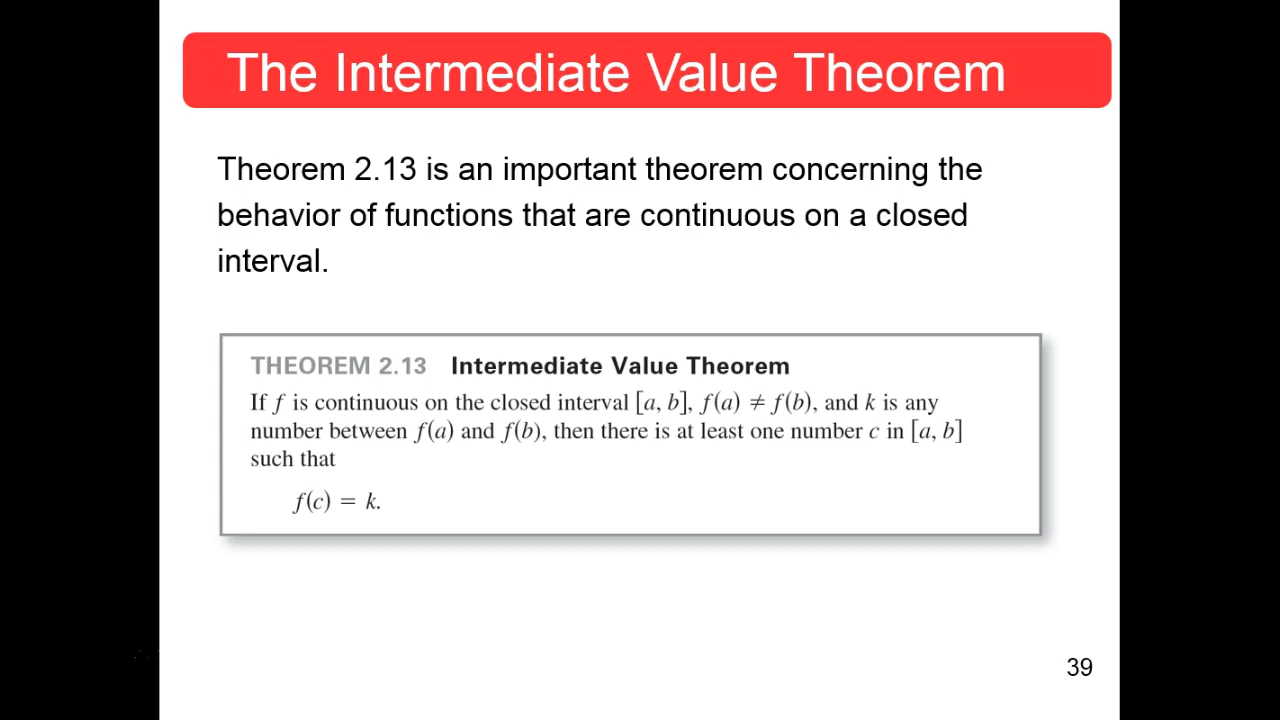 The Intermediate Value Theorem
Theorem 2.13 is an important theorem concerning the
behavior of functions that are continuous on a closed
interval.
THEOREM 2.13 Intermediate Value Theorem
If f is continuous on the closed interval [a, b], f(a) ≠ f(b), and k is any
number between f(a) and f(b), then there is at least one number c in [a, b]
such that
f(c) = k.
39